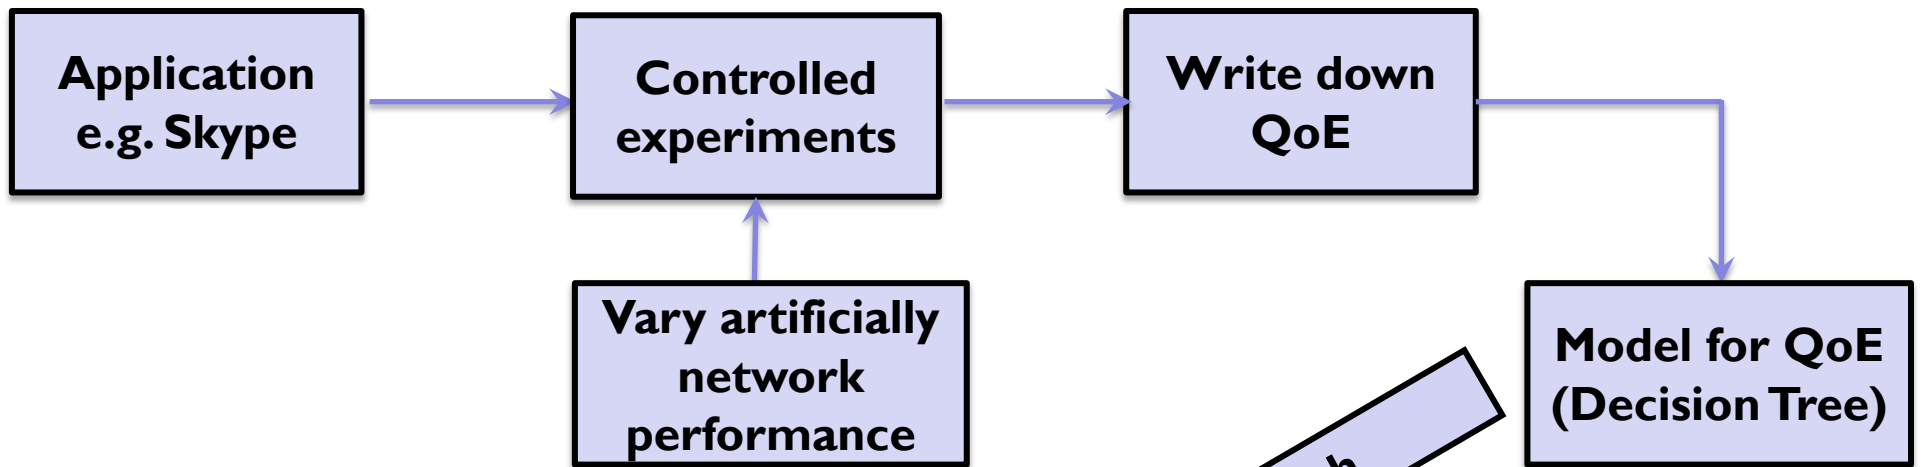 Application
e.g. Skype
Controlled
experiments
Write down
QoE
Vary artificially
network
performance
Model for QoE
(Decision Tree)